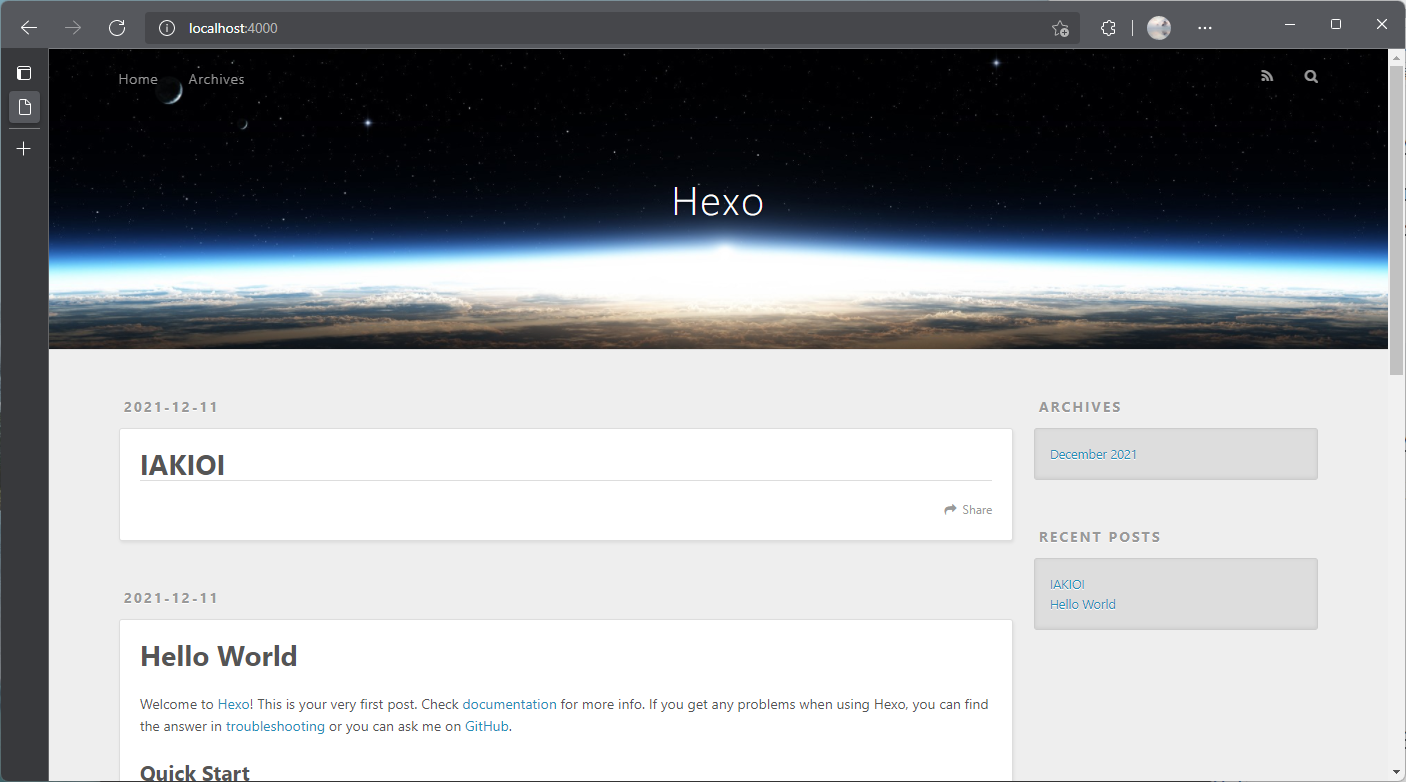 localhost:4000
Home Archives
Hexo
2021-12-11
IAKIOI
Share
2021-12-11
Hello World
Welcome to Hexo! This is your very first post. Check documentation for more info. If you get any problems when using Hexo, you can find
the answer in troubleshooting or you can ask me on GitHub.
Quick Start
ARCHIVES
December 2021
RECENT POSTS
IAKIOI
Hello World